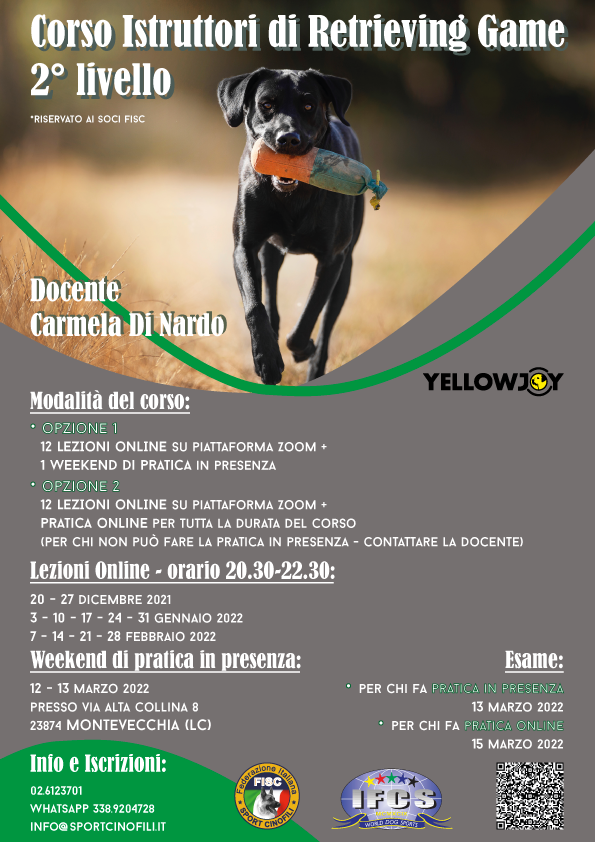 Corso Istruttori di Retrieving Game
2° livello
*RISERVATO AI SOCI FISC
Docente
Carmela Di Nardo
YELLOWJOY
Modalità del corso:
• OPZIONE 1
12 LEZIONI ONLINE SU PIATTAFORMA ZOOM +
1 WEEKEND DI PRATICA IN PRESENZA
• OPZIONE 2
12 LEZIONI ONLINE SU PIATTAFORMA ZOOM +
PRATICA ONLINE PER TUTTA LA DURATA DEL CORSO
(PER CHI NON PUÒ FARE LA PRATICA IN PRESENZA - CONTATTARE LA DOCENTE)
Lezioni Online - orario 20.30-22.30:
20 - 27 DICEMBRE 2021
3 - 10 - 17 - 24 - 31 GENNAIO 2022
7 - 14 - 21 - 28 FEBBRAIO 2022
Weekend di pratica in presenza:
12 - 13 MARZO 2022
PRESSO VIA ALTA COLLINA 8
23874 MONTEVECCHIA (LC)
Esame:
• PER CHI FA PRATICA IN PRESENZA
13 MARZO 2022
• PER CHI FA PRATICA ONLINE
15 MARZO 2022
Info e Iscrizioni:
02.6123701
WHATSAPP 338.9204728
INFO@SPORTCINOFILI.IT
Federazione Italiana
FISC
SPORT CINOFILI
IFCS
WORLD DOG SPORTS